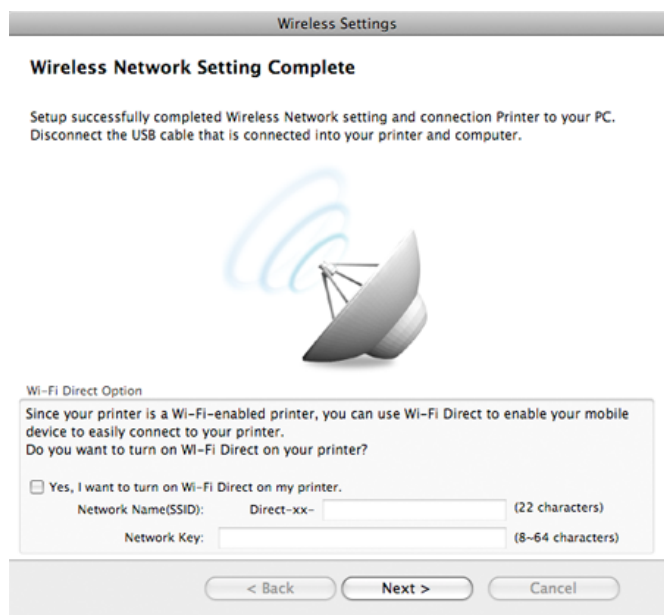 Wireless Settings
Wireless Network Setting Complete
Setup successfully completed Wireless Network setting and connection Printer to your PC.
Disconnect the USB cable that is connected into your printer and computer.
Wi-Fi Direct Option
Since your printer is a Wi-Fi-enabled printer, you can use Wi-Fi Direct to enable your mobile
device to easily connect to your printer.
Do you want to turn on WI-Fi Direct on your printer?
Yes, I want to turn on Wi-Fi Direct on my printer.
Network Name(SSID): Direct-xx- (22 characters)
Network Key: (8~64 characters)
< Back Next > Cancel